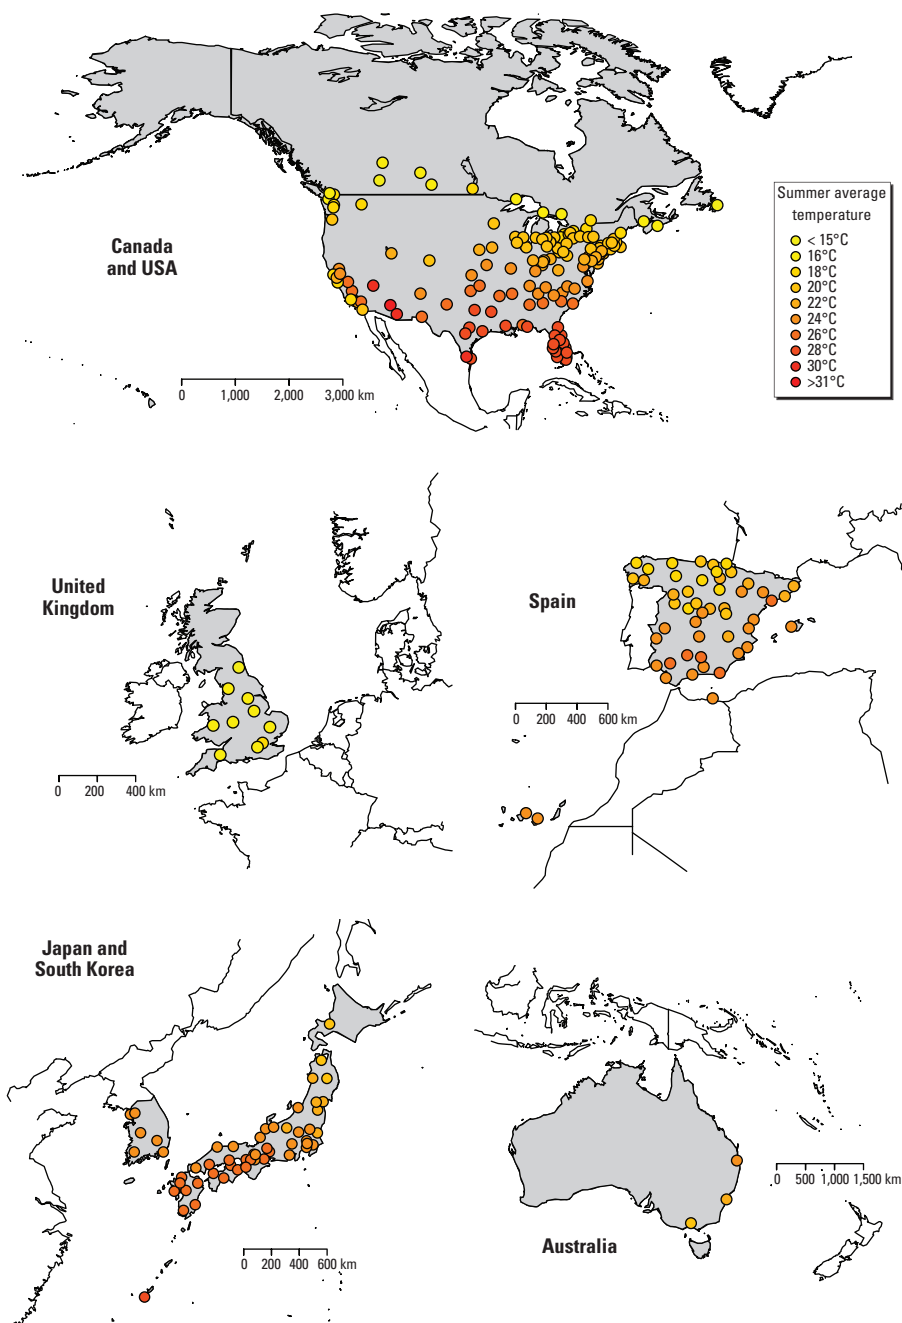 Canada
and USA
0 1,000 2,000 3,000 km
Summer average
temperature
< 15°C
16°C
18°C
20°C
22°C
24°C
26°C
28°C
30°C
>31°C
United
Kingdom
0 200 400 km
Spain
0 200 400 600 km
Japan and
South Korea
0 200 400 600 km
Australia
0 500 1,000 1,500 km